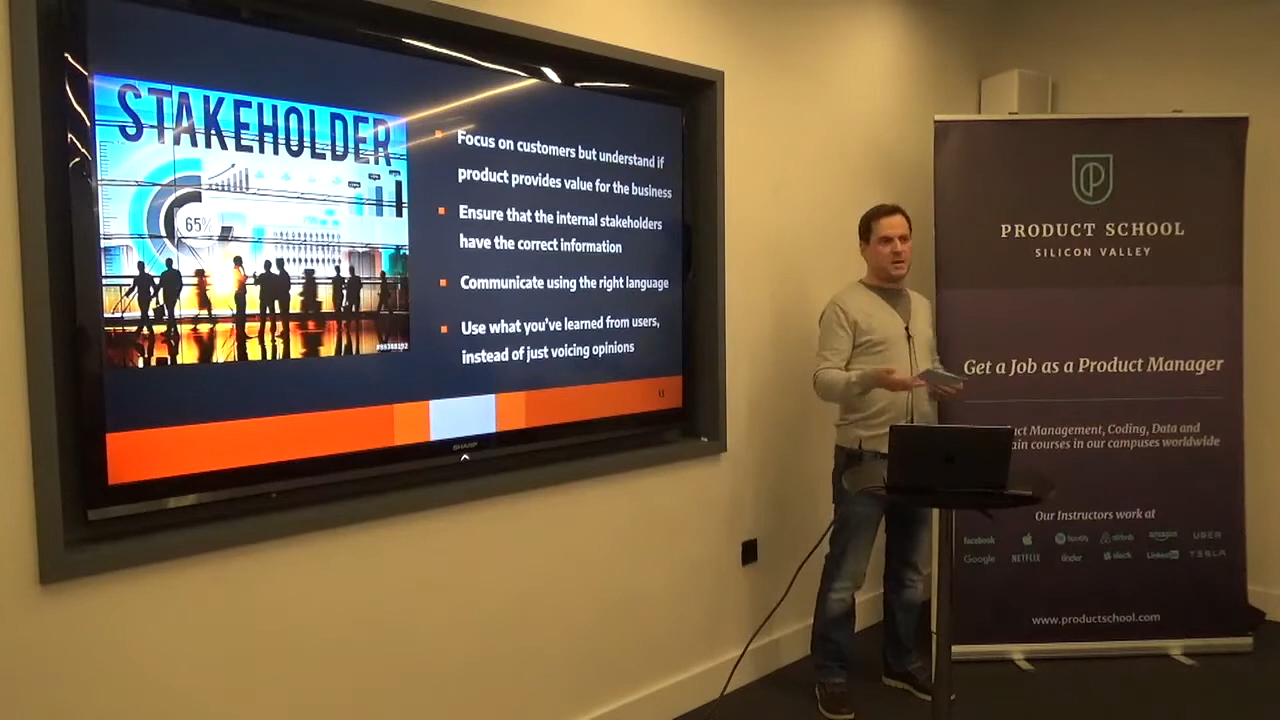 STAKEHOLDER
65%
#88388192
Focus on customers but understand if
product provides value for the business
Ensure that the internal stakeholders
have the correct information
Communicate using the right language
Use what you've learned from users,
instead of just voicing opinions
SHARP
PRODUCT SCHOOL
SILICON VALLEY
Get a Job as a Product Manager
Management, Coding, Data and
courses in our campuses worldwide
Our Instructors work at
facebook Spotify airbnb amazon UBER
Google NETFLIX tinder slack LinkedIn TESLA
www.productschool.com